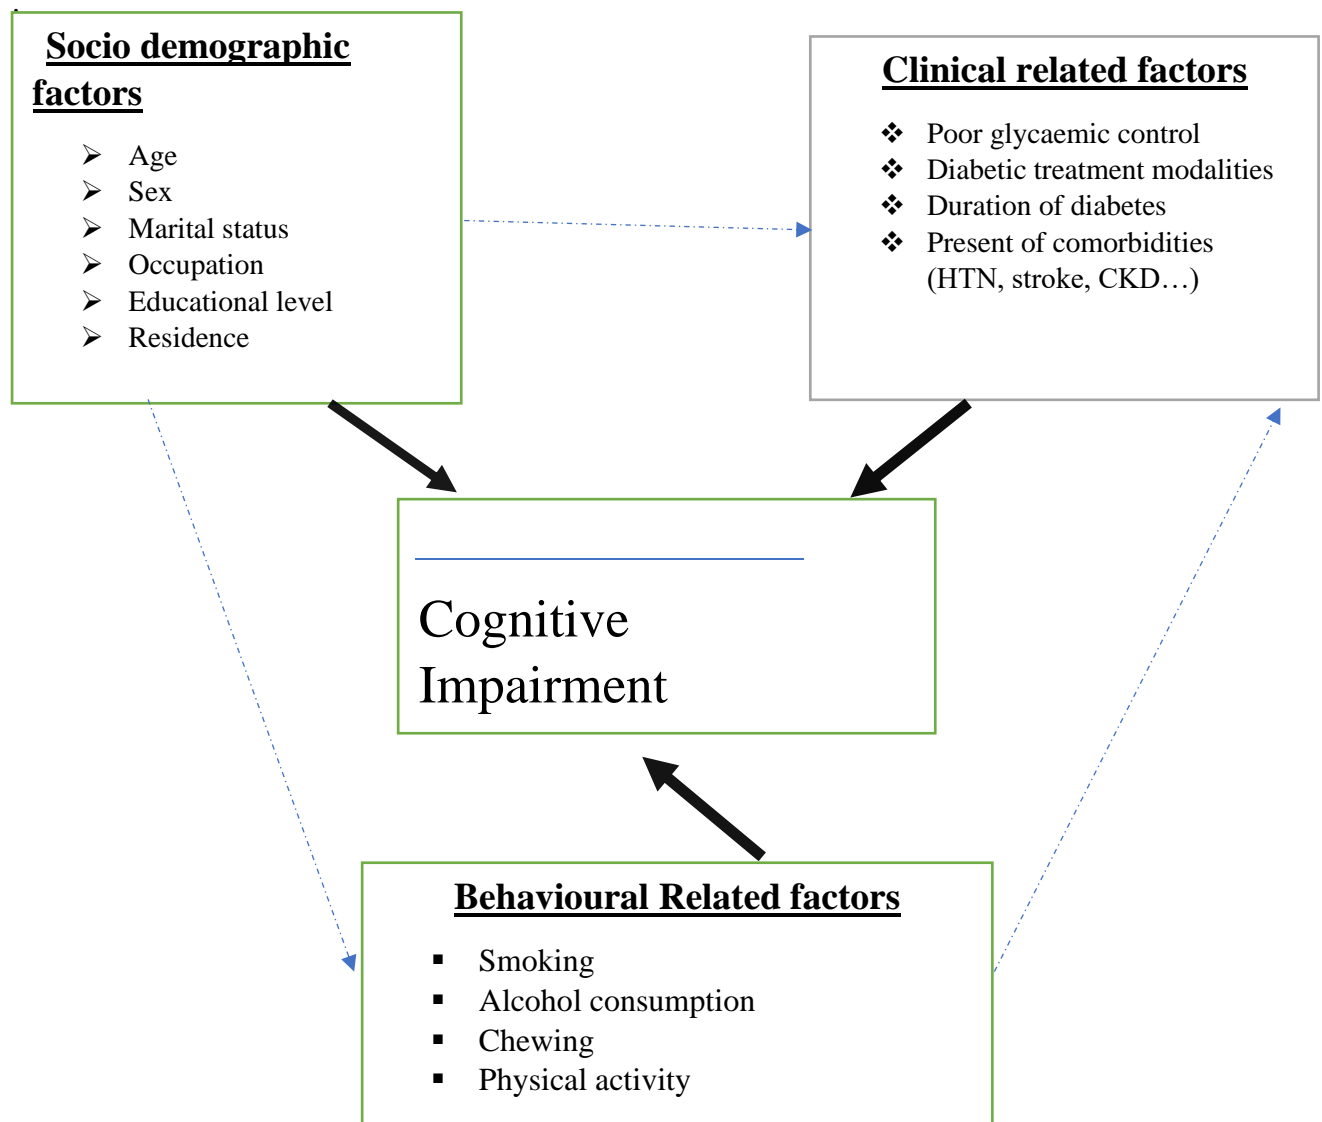 Socio demographic
factors
➢ Age
➢ Sex
➢ Marital status
➢ Occupation
➢ Educational level
➢ Residence
Clinical related factors
❖ Poor glycaemic control
❖ Diabetic treatment modalities
❖ Duration of diabetes
❖ Present of comorbidities
(HTN, stroke, CKD…)
Cognitive
Impairment
Behavioural Related factors
▪ Smoking
▪ Alcohol consumption
▪ Chewing
▪ Physical activity